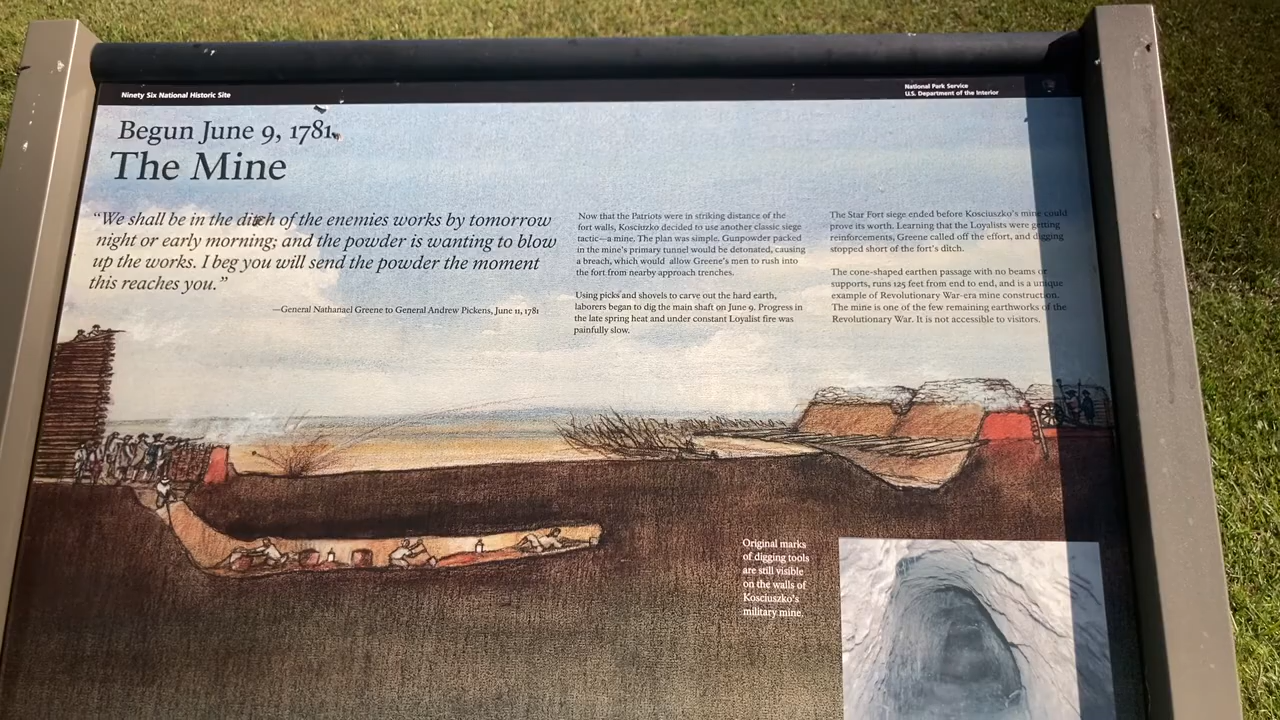 Ninety Six National Historic Site
National Park Service
U.S. Department of the Interior
Begun June 9, 1781
The Mine
“We shall be in the ditch of the enemies works by tomorrow
night or early morning; and the powder is wanting to blow
up the works. I beg you will send the powder the moment
this reaches you.”
—General Nathanael Greene to General Andrew Pickens, June 11, 1781
Now that the Patriots were in striking distance of the
fort walls, Kosciuzko decided to use another classic siege
tactic—a mine. The plan was simple. Gunpowder packed
in the mine's primary tunnel would be detonated, causing
a breach, which would allow Greene's men to rush into
the fort from nearby approach trenches.
Using picks and shovels to carve out the hard earth,
laborers began to dig the main shaft on June 9. Progress in
the late spring heat and under constant Loyalist fire was
painfully slow.
The Star Fort siege ended before Kosciuzko's mine could
prove its worth. Learning that the Loyalists were getting
reinforcements, Greene called off the effort, and digging
stopped short of the fort's ditch.
The cone-shaped earthen passage with no beams or
supports, runs 125 feet from end to end, and is a unique
example of Revolutionary War-era mine construction.
The mine is one of the few remaining earthworks of the
Revolutionary War. It is not accessible to visitors.
Original marks
of digging tools
are still visible
on the walls of
Kosciuszko's
military mine.